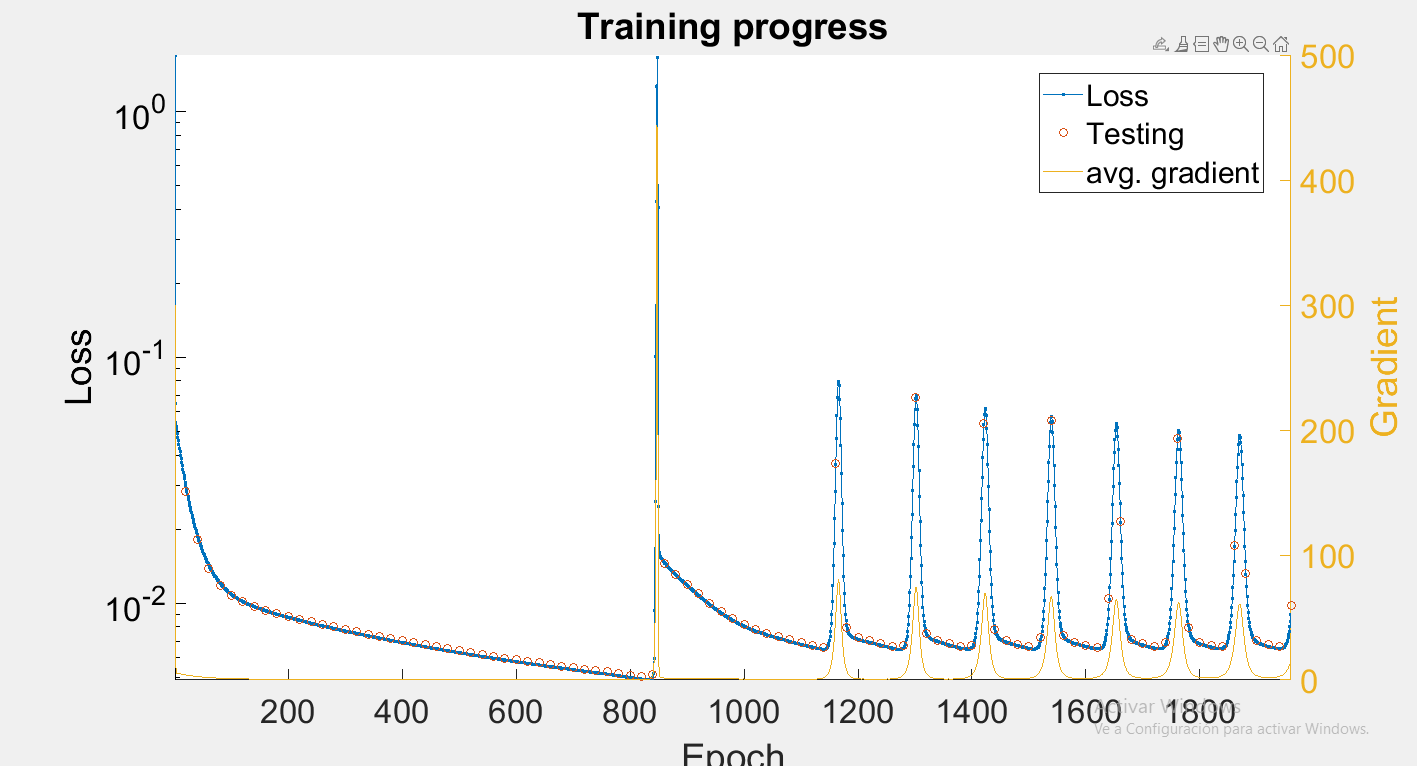 Training progress
Loss
Testing
avg. gradient
10^0
10^-1
10^-2
Loss
500
400
300
200
100
0
Gradient
200 400 600 800 1000 1200 1400 1600 1800
Epoch
Activar Windows
Ve a Configuración para activar Windows.